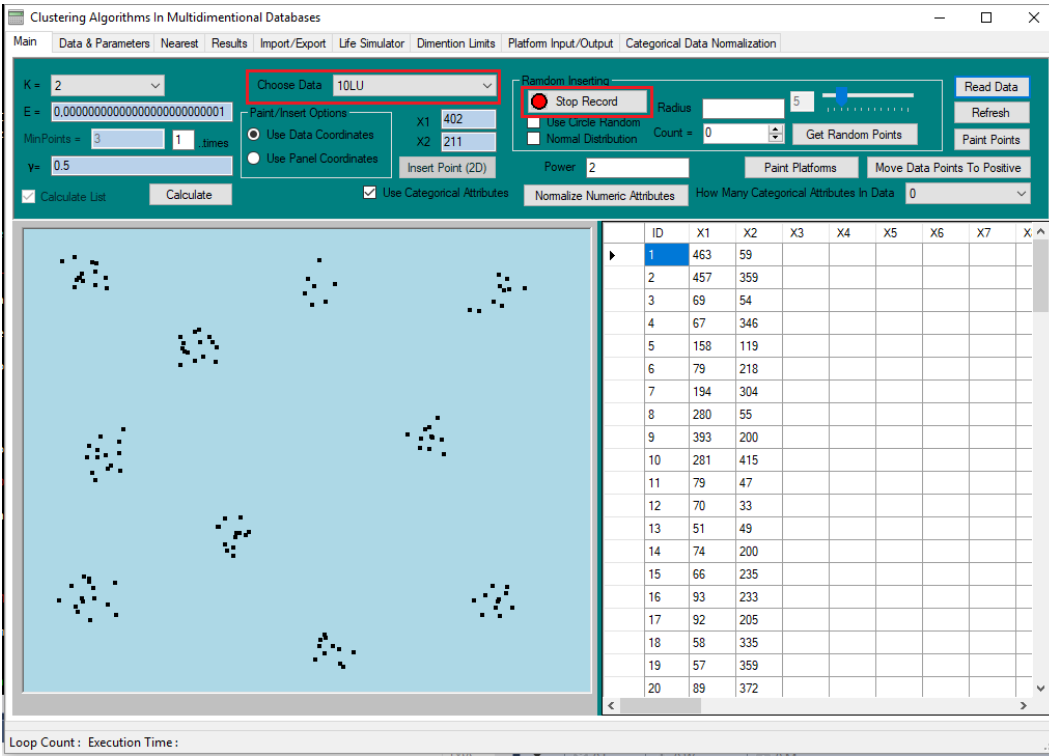 Clustering Algorithms In Multidimentional Databases
Main Data & Parameters Nearest Results Import/Export Life Simulator Dimention Limits Platform Input/Output Categorical Data Normalization
K = 2
Choose Data 10LU
Ramdom Inserting
Stop Record
Radius
5
Read Data
E = 0,00000000000000000000000001
Paint/Insert Options
X1 402
Use Circle Random
Refresh
MinPoints = 3 1 ..times
Use Data Coordinates
X2 211
Normal Distribution
Count = 0
Get Random Points
Paint Points
y= 0.5
Use Panel Coordinates
Insert Point (2D)
Power 2
Paint Platforms
Move Data Points To Positive
Calculate List
Calculate
Use Categorical Attributes
Normalize Numeric Attributes
How Many Categorical Attributes In Data 0
ID X1 X2 X3 X4 X5 X6 X7
1 463 59
2 457 359
3 69 54
4 67 346
5 158 119
6 79 218
7 194 304
8 280 55
9 393 200
10 281 415
11 79 47
12 70 33
13 51 49
14 74 200
15 66 235
16 93 233
17 92 205
18 58 335
19 57 359
20 89 372
Loop Count : Execution Time :